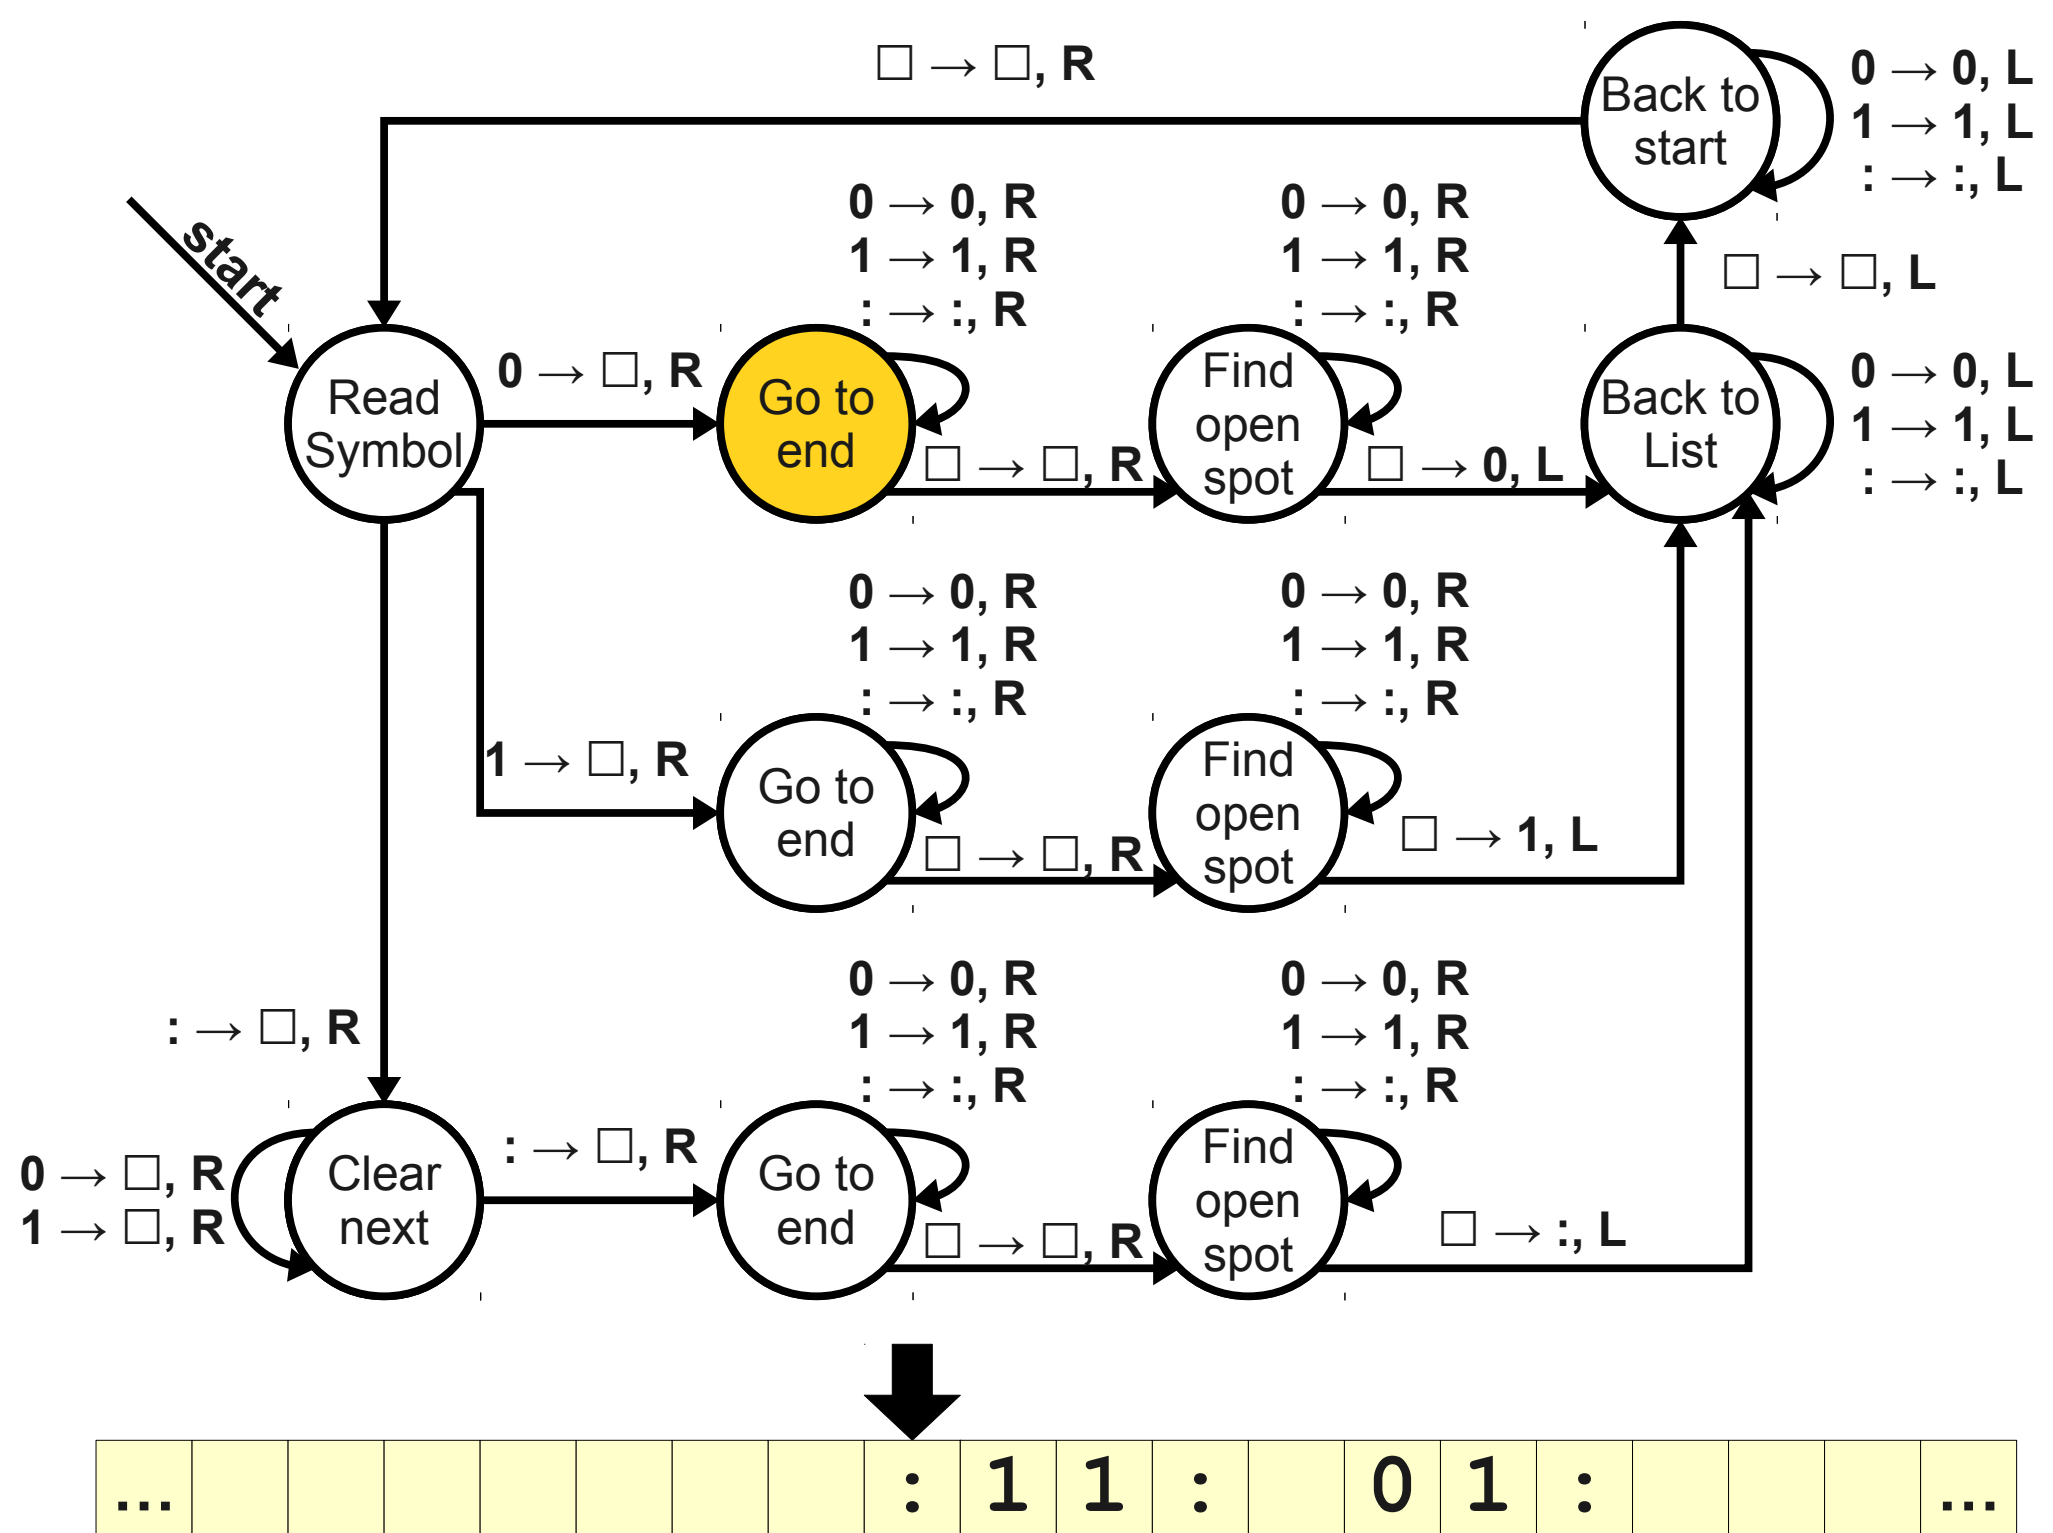 □ → □, R
Back to
start
0 → 0, L
1 → 1, L
: → :, L
start
0 → 0, R
1 → 1, R
: → :, R
0 → 0, R
1 → 1, R
: → :, R
□ → □, L
Read
Symbol
0 → □, R
Go to
end
□ → □, R
Find
open
spot
□ → 0, L
Back to
List
0 → 0, L
1 → 1, L
: → :, L
0 → 0, R
1 → 1, R
: → :, R
0 → 0, R
1 → 1, R
: → :, R
1 → □, R
Go to
end
□ → □, R
Find
open
spot
□ → 1, L
0 → 0, R
1 → 1, R
: → :, R
0 → 0, R
1 → 1, R
: → :, R
: → □, R
0 → □, R
1 → □, R
Clear
next
: → □, R
Go to
end
□ → □, R
Find
open
spot
□ → :, L
… : 1 1 : 0 1 : …